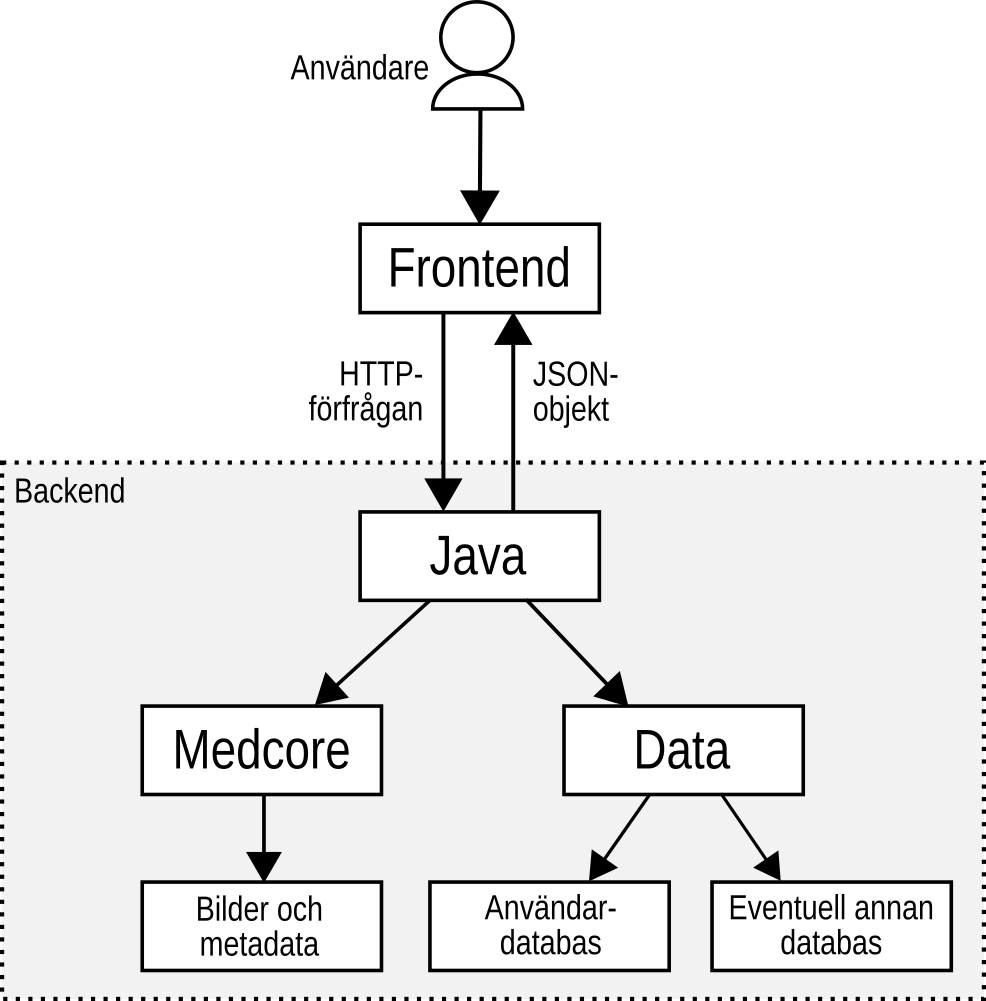 Användare
Frontend
HTTP-
förfrågan
JSON-
objekt
Backend
Java
Medcore
Data
Bilder och
metadata
Användar-
databas
Eventuell annan
databas